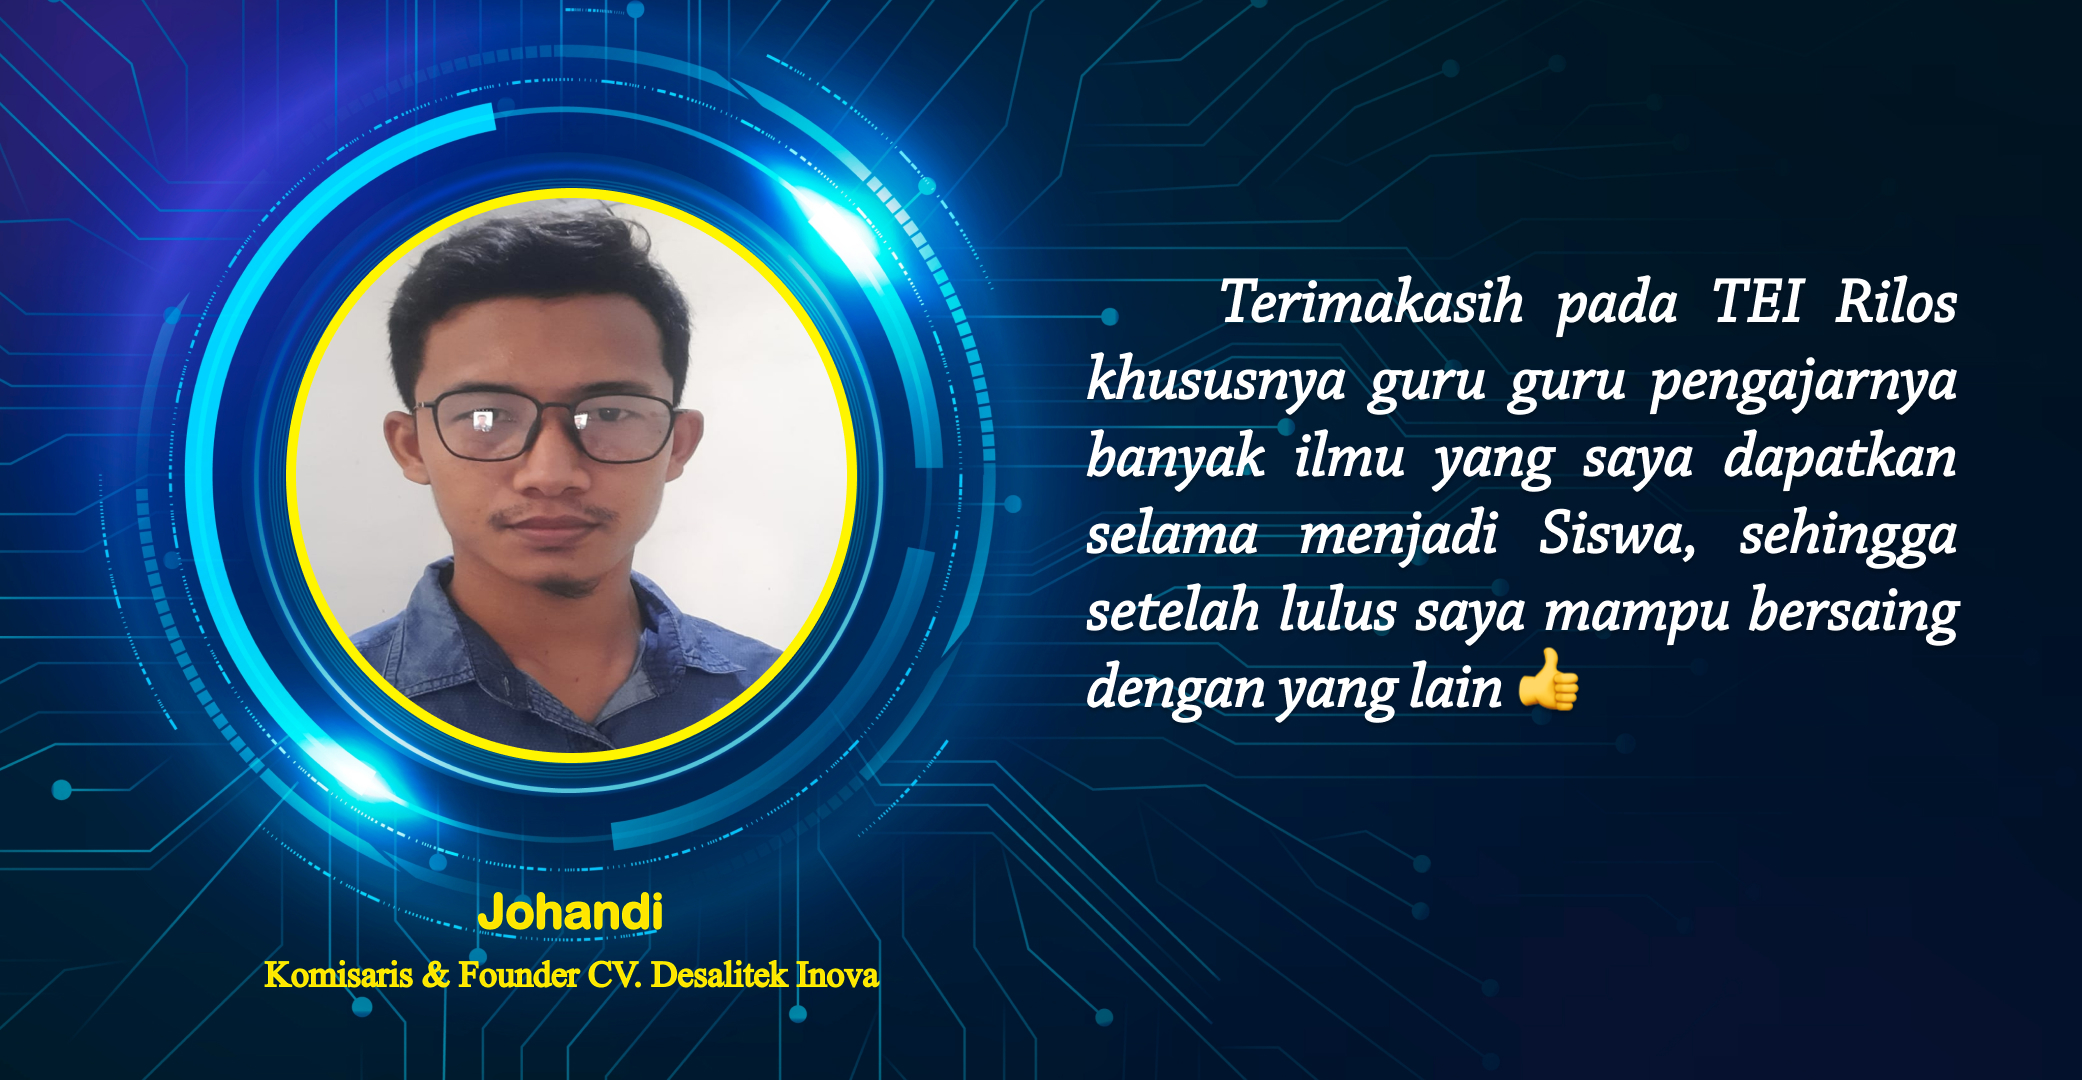 Terimakasih pada TEI Rilos
khususnya guru guru pengajarnya
banyak ilmu yang saya dapatkan
selama menjadi Siswa, sehingga
setelah lulus saya mampu bersaing
dengan yang lain 👍
Johandi
Komisaris & Founder CV. Desalitek Inova